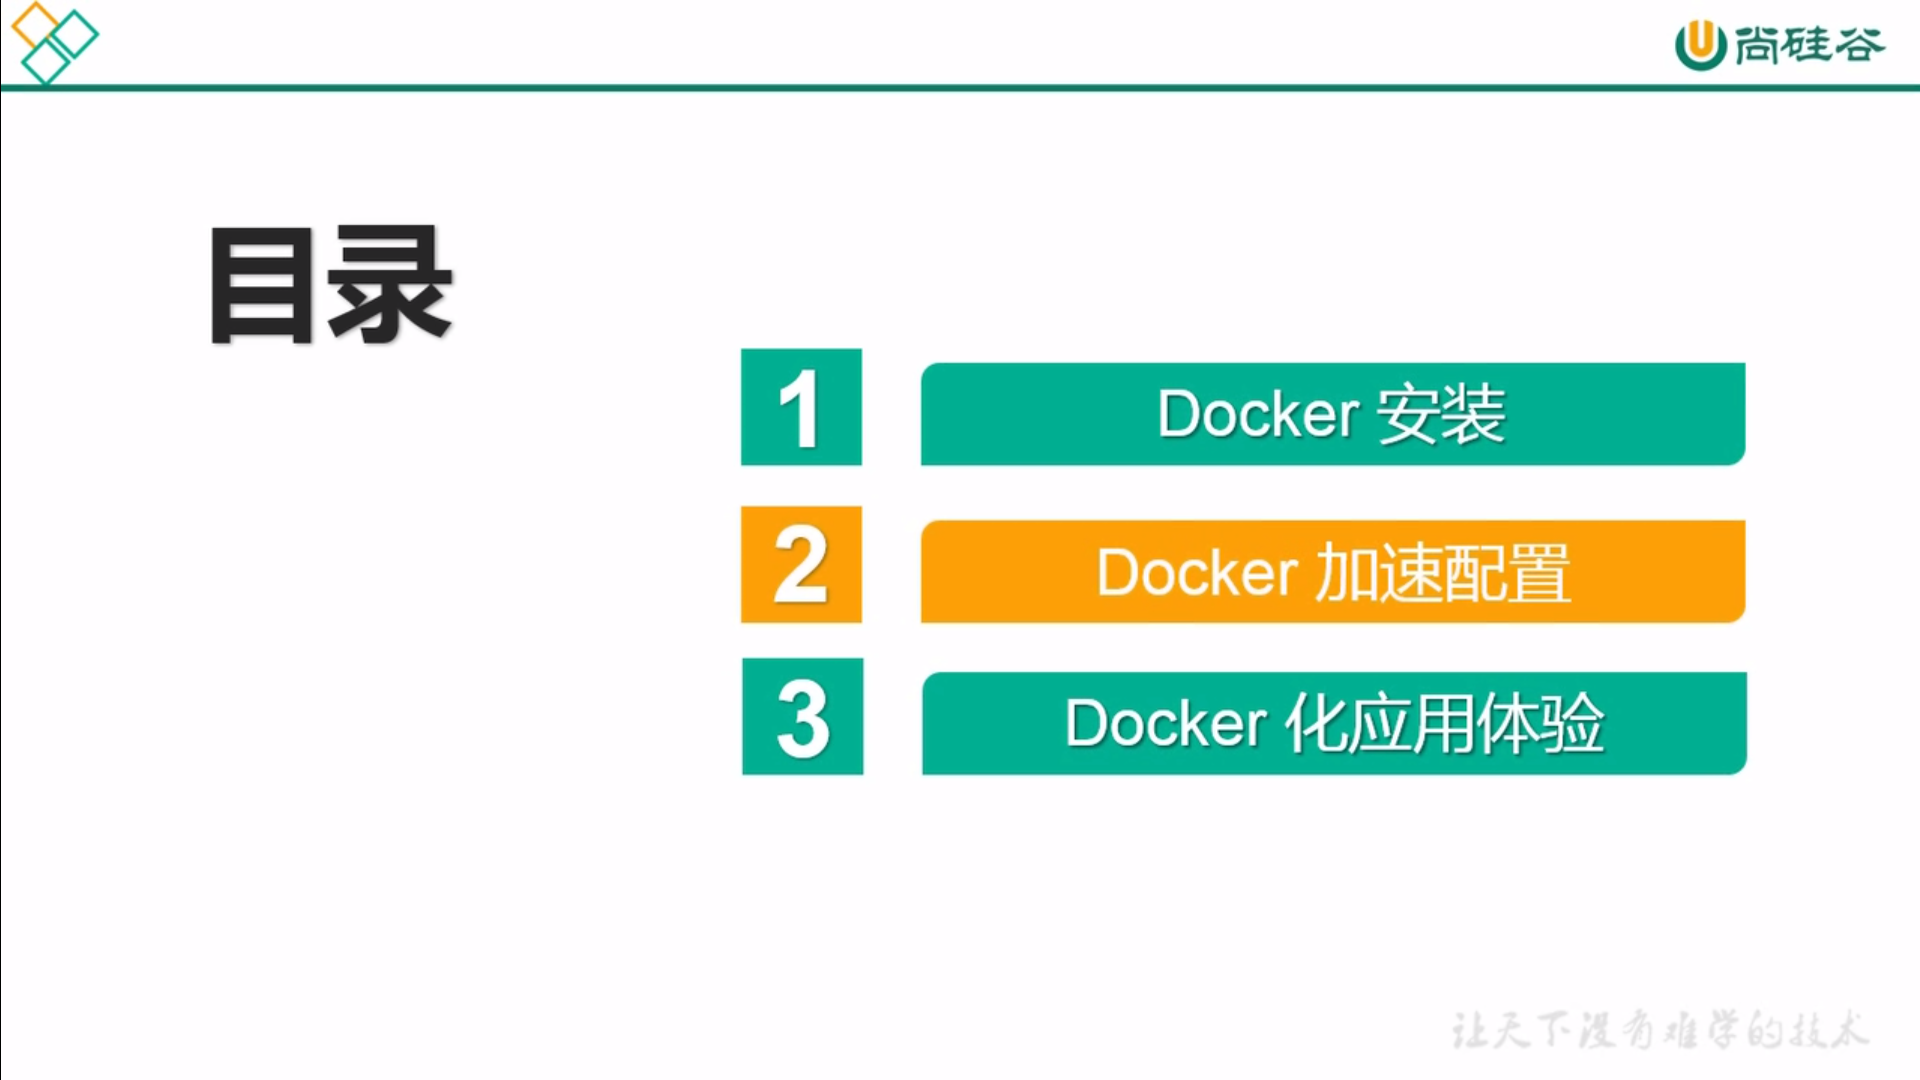 尚硅谷
目录
1 Docker 安装
2 Docker 加速配置
3 Docker 化应用体验
让天下没有难学的技术